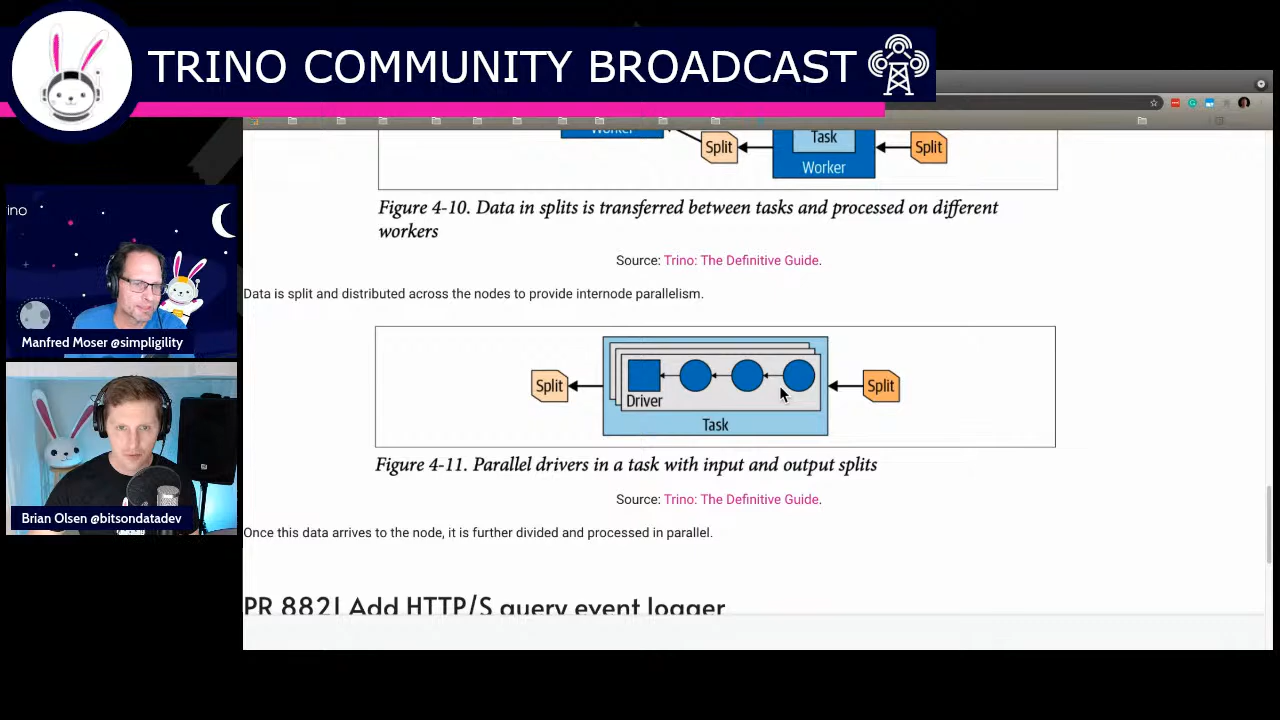 TRINO COMMUNITY BROADCAST
ino
Manfred Moser @simpligility
Brian Olsen @bitsondatadev
Worker
Split
Task
Worker
Split
Figure 4-10. Data in splits is transferred between tasks and processed on different
workers
Source: Trino: The Definitive Guide.
Data is split and distributed across the nodes to provide internode parallelism.
Split
Driver
Task
Split
Figure 4-11. Parallel drivers in a task with input and output splits
Source: Trino: The Definitive Guide.
Once this data arrives to the node, it is further divided and processed in parallel.
PR 8821 Add HTTP/S query event logger